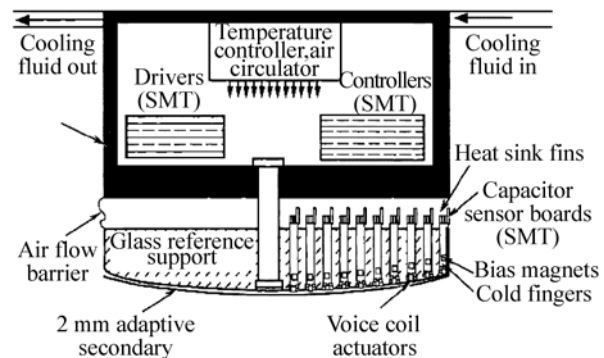 Cooling
fluid out
Temperature
controller,air
circulator
Cooling
fluid in
Drivers
(SMT)
Controllers
(SMT)
Heat sink fins
Capacitor
sensor boards
(SMT)
Air flow
barrier
Glass reference
support
Bias magnets
Cold fingers
2 mm adaptive
secondary
Voice coil
actuators